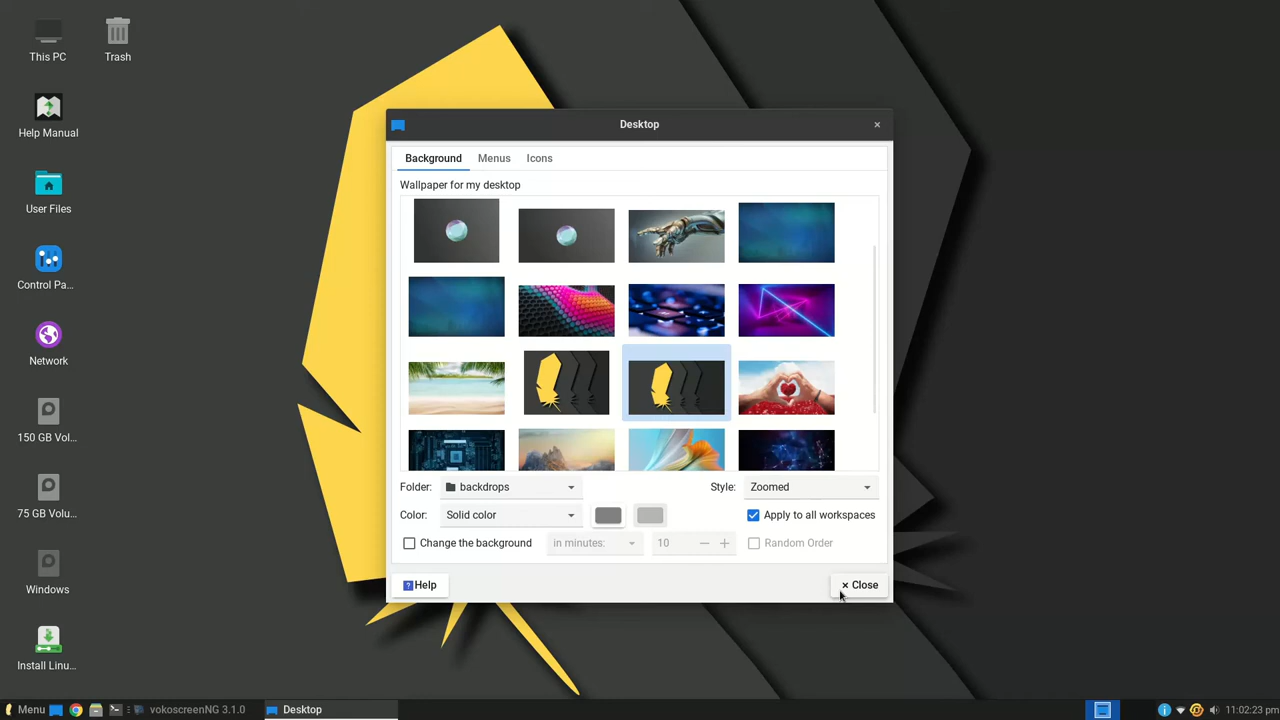 This PC
Trash
Help Manual
User Files
Control Pa...
Network
150 GB Vol...
75 GB Volu...
Windows
Install Linu...
Desktop
×
Background Menus Icons
Wallpaper for my desktop
Folder: backdrops Style: Zoomed
Color: Solid color Apply to all workspaces
Change the background in minutes: 10 − + Random Order
? Help × Close
Menu vokoscreenNG 3.1.0 Desktop 11:02:23 pm